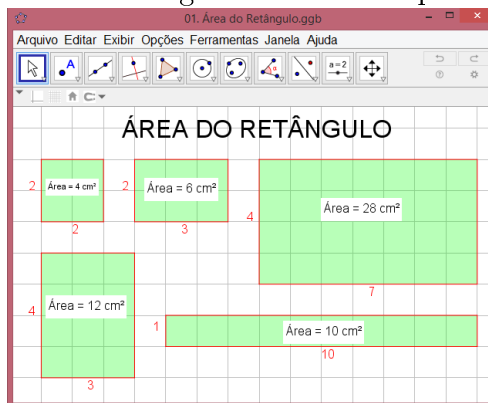 01. Área do Retângulo.ggb
Arquivo Editar Exibir Opções Ferramentas Janela Ajuda
A
α
a=2
ÁREA DO RETÂNGULO
2
Área = 4 cm²
2
2
Área = 6 cm²
3
4
Área = 28 cm²
7
4
Área = 12 cm²
3
1
Área = 10 cm²
10